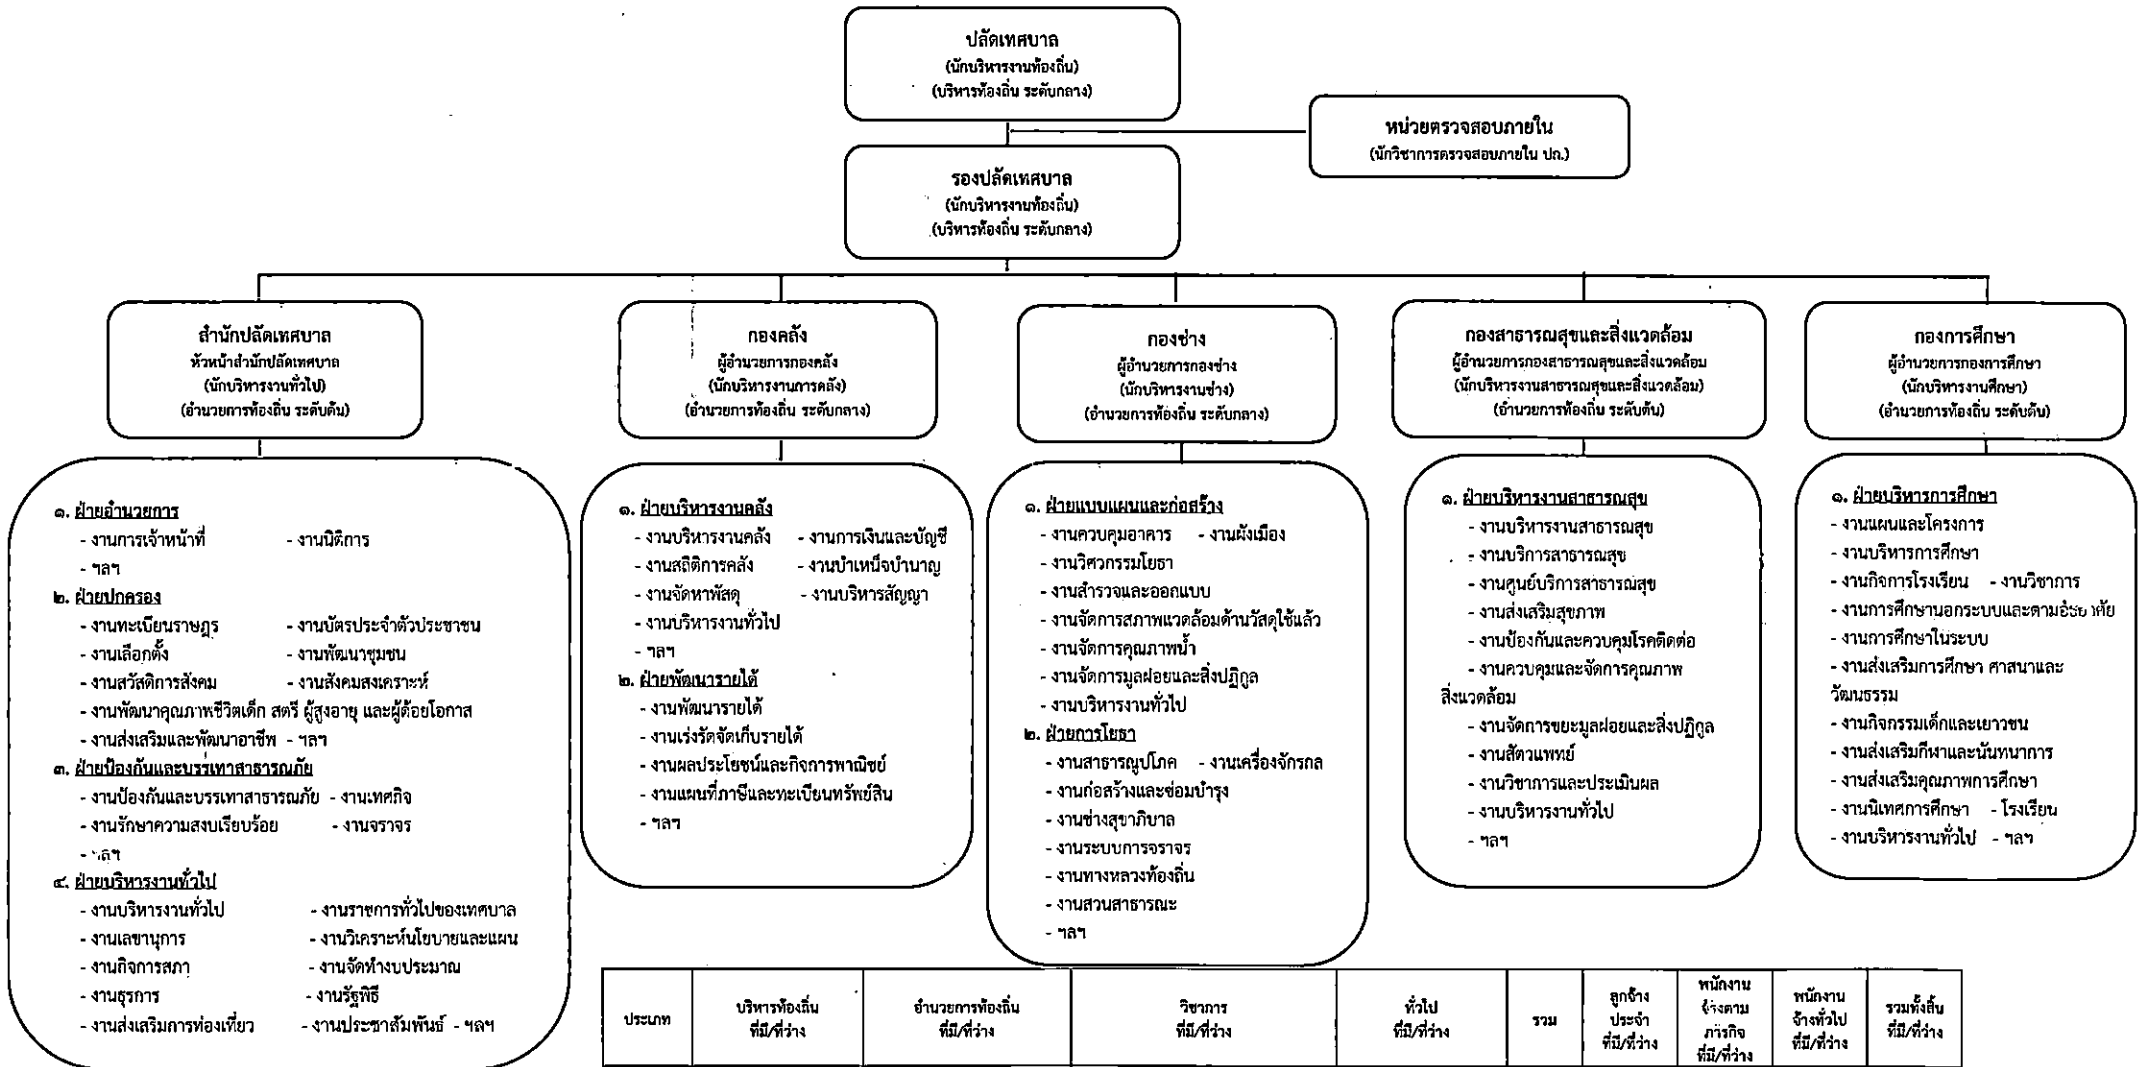 ปลัดเทศบาล
(นักบริหารงานท้องถิ่น)
(บริหารท้องถิ่น ระดับกลาง)
หน่วยตรวจสอบภายใน
(นักวิชาการตรวจสอบภายใน ปก.)
รองปลัดเทศบาล
(นักบริหารงานท้องถิ่น)
(บริหารท้องถิ่น ระดับกลาง)
สำนักปลัดเทศบาล
หัวหน้าสำนักปลัดเทศบาล
(นักบริหารงานทั่วไป)
(อำนวยการท้องถิ่น ระดับต้น)
กองคลัง
ผู้อำนวยการกองคลัง
(นักบริหารงานการคลัง)
(อำนวยการท้องถิ่น ระดับกลาง)
กองช่าง
ผู้อำนวยการกองช่าง
(นักบริหารงานช่าง)
(อำนวยการท้องถิ่น ระดับกลาง)
กองสาธารณสุขและสิ่งแวดล้อม
ผู้อำนวยการกองสาธารณสุขและสิ่งแวดล้อม
(นักบริหารงานสาธารณสุขและสิ่งแวดล้อม)
(อำนวยการท้องถิ่น ระดับต้น)
กองการศึกษา
ผู้อำนวยการกองการศึกษา
(นักบริหารงานศึกษา)
(อำนวยการท้องถิ่น ระดับต้น)
๑. ฝ่ายอำนวยการ
- งานการเจ้าหน้าที่ - งานนิติการ
- ฯลฯ
๒. ฝ่ายปกครอง
- งานทะเบียนราษฎร - งานบัตรประจำตัวประชาชน
- งานเลือกตั้ง - งานพัฒนาชุมชน
- งานสวัสดิการสังคม - งานสังคมสงเคราะห์
- งานพัฒนาคุณภาพชีวิตเด็ก สตรี ผู้สูงอายุ และผู้ด้อยโอกาส
- งานส่งเสริมและพัฒนาอาชีพ - ฯลฯ
๓. ฝ่ายป้องกันและบรรเทาสาธารณภัย
- งานป้องกันและบรรเทาสาธารณภัย - งานเทศกิจ
- งานรักษาความสงบเรียบร้อย - งานจราจร
- ฯลฯ
๔. ฝ่ายบริหารงานทั่วไป
- งานบริหารงานทั่วไป - งานราชการทั่วไปของเทศบาล
- งานเลขานุการ - งานวิเคราะห์นโยบายและแผน
- งานกิจการสภา - งานจัดทำงบประมาณ
- งานธุรการ - งานรัฐพิธี
- งานส่งเสริมการท่องเที่ยว - งานประชาสัมพันธ์ - ฯลฯ
๑. ฝ่ายบริหารงานคลัง
- งานบริหารงานคลัง - งานการเงินและบัญชี
- งานสถิติการคลัง - งานบำเหน็จบำนาญ
- งานจัดหาพัสดุ - งานบริหารสัญญา
- งานบริหารงานทั่วไป
- ฯลฯ
๒. ฝ่ายพัฒนารายได้
- งานพัฒนารายได้
- งานเร่งรัดจัดเก็บรายได้
- งานผลประโยชน์และกิจการพาณิชย์
- งานแผนที่ภาษีและทะเบียนทรัพย์สิน
- ฯลฯ
๑. ฝ่ายแบบแผนและก่อสร้าง
- งานควบคุมอาคาร - งานผังเมือง
- งานวิศวกรรมโยธา
- งานสำรวจและออกแบบ
- งานจัดการสภาพแวดล้อมด้านวัสดุใช้แล้ว
- งานจัดการคุณภาพน้ำ
- งานจัดการมูลฝอยและสิ่งปฏิกูล
- งานบริหารงานทั่วไป
๒. ฝ่ายการโยธา
- งานสาธารณูปโภค - งานเครื่องจักรกล
- งานก่อสร้างและซ่อมบำรุง
- งานช่างสุขาภิบาล
- งานระบบการจราจร
- งานทางหลวงท้องถิ่น
- งานสวนสาธารณะ
- ฯลฯ
๑. ฝ่ายบริหารงานสาธารณสุข
- งานบริหารงานสาธารณสุข
- งานบริการสาธารณสุข
- งานศูนย์บริการสาธารณสุข
- งานส่งเสริมสุขภาพ
- งานป้องกันและควบคุมโรคติดต่อ
- งานควบคุมและจัดการคุณภาพ
สิ่งแวดล้อม
- งานจัดการขยะมูลฝอยและสิ่งปฏิกูล
- งานสัตวแพทย์
- งานวิชาการและประเมินผล
- งานบริหารงานทั่วไป
- ฯลฯ
๑. ฝ่ายบริหารการศึกษา
- งานแผนและโครงการ
- งานบริหารการศึกษา
- งานกิจการโรงเรียน - งานวิชาการ
- งานการศึกษานอกระบบและตามอัธยาศัย
- งานการศึกษาในระบบ
- งานส่งเสริมการศึกษา ศาสนาและ
วัฒนธรรม
- งานกิจกรรมเด็กและเยาวชน
- งานส่งเสริมกีฬาและนันทนาการ
- งานส่งเสริมคุณภาพการศึกษา
- งานนิเทศการศึกษา - โรงเรียน
- งานบริหารงานทั่วไป - ฯลฯ
ประเภท
บริหารท้องถิ่น
ที่มี/ที่ว่าง
อำนวยการท้องถิ่น
ที่มี/ที่ว่าง
วิชาการ
ที่มี/ที่ว่าง
ทั่วไป
ที่มี/ที่ว่าง
รวม
ลูกจ้าง
ประจำ
ที่มี/ที่ว่าง
พนักงาน
จ้างตาม
ภารกิจ
ที่มี/ที่ว่าง
พนักงาน
จ้างทั่วไป
ที่มี/ที่ว่าง
รวมทั้งสิ้น
ที่มี/ที่ว่าง